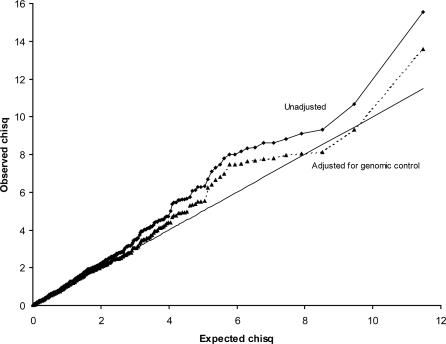 16
14
12
10
8
6
4
2
0
Observed chisq
Unadjusted
Adjusted for genomic control
0 2 4 6 8 10 12
Expected chisq